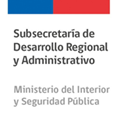 Subsecretaría de
Desarrollo Regional
y Administrativo
Ministerio del Interior
y Seguridad Pública